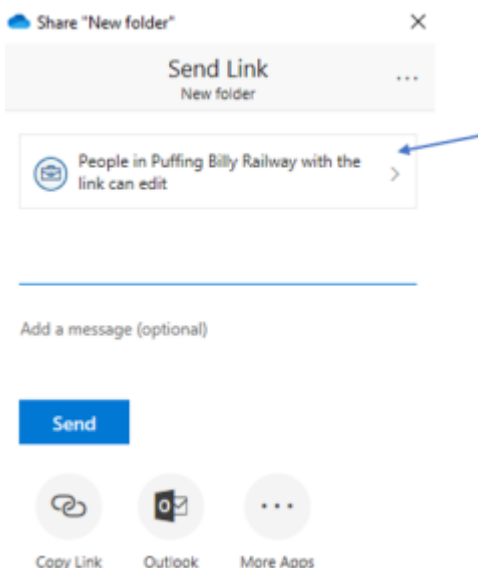 Share "New folder"
Send Link
New folder
People in Puffing Billy Railway with the
link can edit
Add a message (optional)
Send
Copy Link
Outlook
More Apps